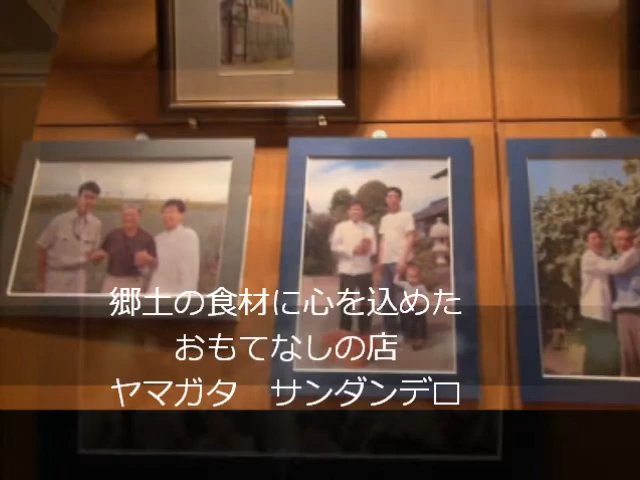 郷土の食材に心を込めた
おもてなしの店
ヤマガタ　サンダンデロ